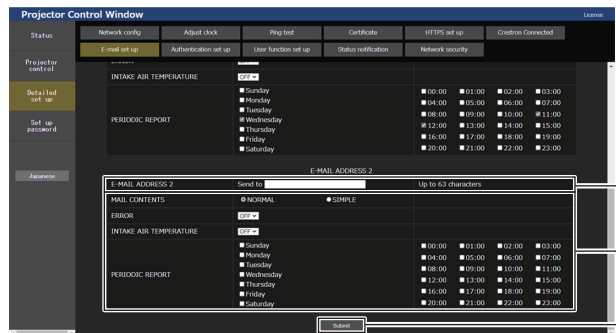 Projector Control Window
License
Status
Projector control
Detailed set up
Set up password
Japanese
Network config Adjust clock Ping test Certificate HTTPS set up Crestron Connected
E-mail set up Authentication set up User function set up Status notification Network security
ERROR OFF
INTAKE AIR TEMPERATURE OFF
PERIODIC REPORT
Sunday
Monday
Tuesday
Wednesday
Thursday
Friday
Saturday
00:00 01:00 02:00 03:00
04:00 05:00 06:00 07:00
08:00 09:00 10:00 11:00
12:00 13:00 14:00 15:00
16:00 17:00 18:00 19:00
20:00 21:00 22:00 23:00
E-MAIL ADDRESS 2
E-MAIL ADDRESS 2 Send to Up to 63 characters
MAIL CONTENTS NORMAL SIMPLE
ERROR OFF
INTAKE AIR TEMPERATURE OFF
PERIODIC REPORT
Sunday
Monday
Tuesday
Wednesday
Thursday
Friday
Saturday
00:00 01:00 02:00 03:00
04:00 05:00 06:00 07:00
08:00 09:00 10:00 11:00
12:00 13:00 14:00 15:00
16:00 17:00 18:00 19:00
20:00 21:00 22:00 23:00
Submit